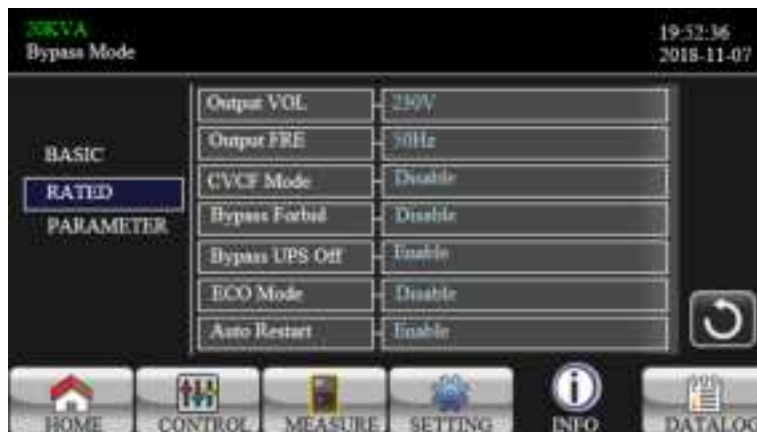 20KVA
Bypass Mode
19:52:36
2018-11-07
BASIC
RATED
PARAMETER
Output VOL 230V
Output FRE 50Hz
CVCF Mode Disable
Bypass Forbid Disable
Bypass UPS Off Enable
ECO Mode Disable
Auto Restart Enable
HOME CONTROL MEASURE SETTING INFO DATALOG